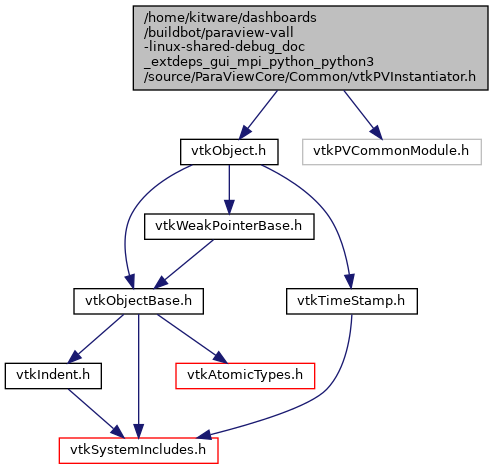 /home/kitware/dashboards
/buildbot/paraview-vall
-linux-shared-debug_doc
_extdeps_gui_mpi_python_python3
/source/ParaViewCore/Common/vtkPVInstantiator.h
vtkObject.h
vtkPVCommonModule.h
vtkWeakPointerBase.h
vtkObjectBase.h
vtkTimeStamp.h
vtkIndent.h
vtkAtomicTypes.h
vtkSystemIncludes.h